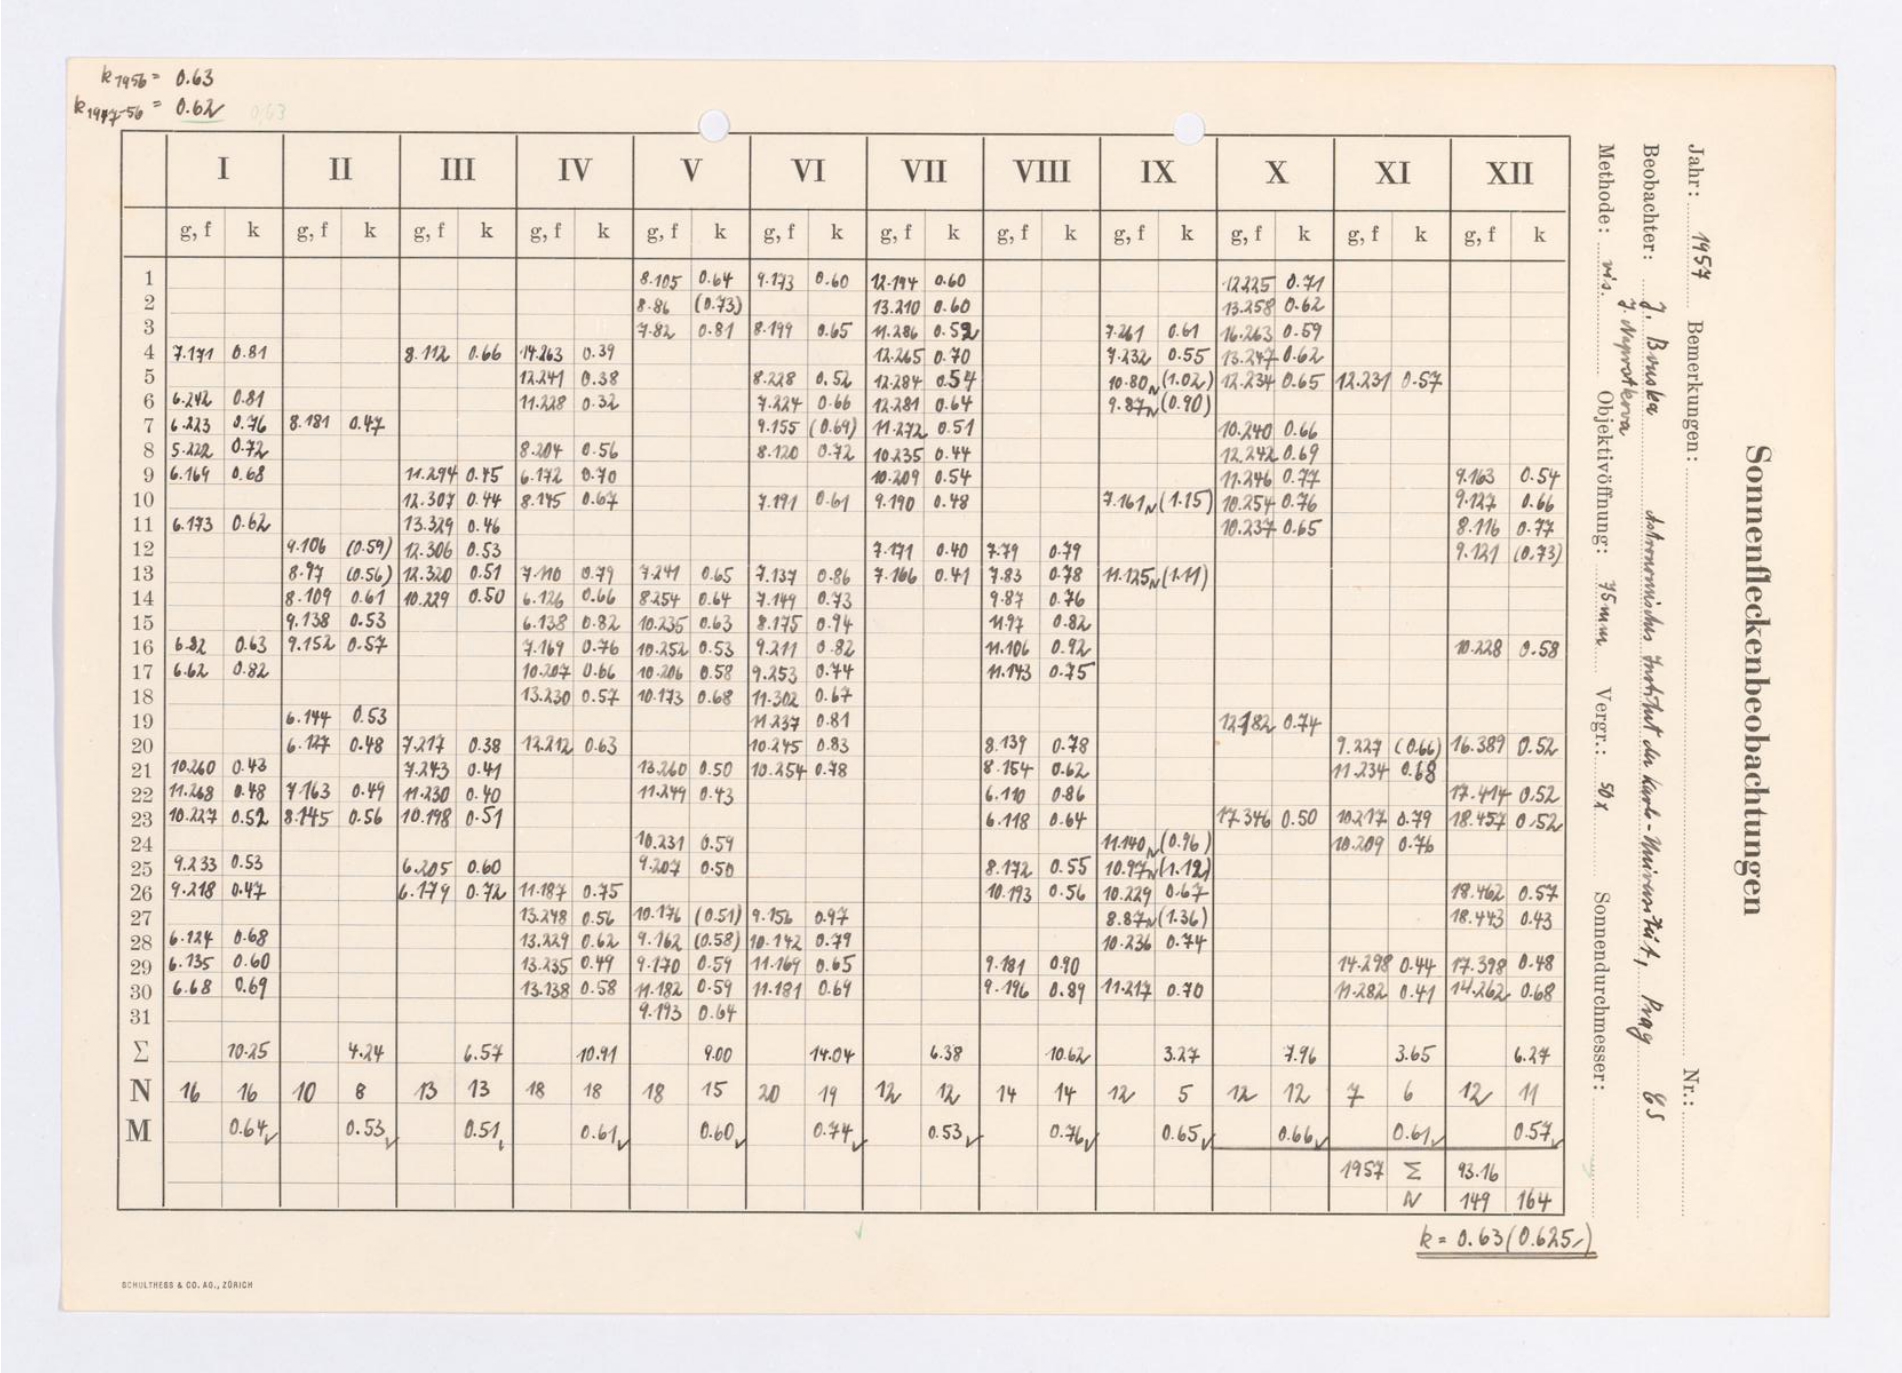 k1956 = 0.63
k1947-56 = 0.62 0,63
I II III IV V VI VII VIII IX X XI XII
g, f k g, f k g, f k g, f k g, f k g, f k g, f k g, f k g, f k g, f k g, f k g, f k
1 8.105 0.64 9.173 0.60 12.194 0.60 12.225 0.71
2 8.86 (0.73) 13.210 0.60 13.258 0.62
3 7.82 0.81 8.199 0.65 11.286 0.59 7.261 0.61 16.263 0.59
4 7.171 0.81 8.112 0.66 14.263 0.39 12.265 0.70 7.232 0.55 13.247 0.62
5 12.241 0.38 8.228 0.52 12.284 0.54 10.80N (1.02) 12.234 0.65 12.231 0.57
6 6.242 0.81 11.228 0.32 7.224 0.66 12.281 0.64 9.87N (0.90)
7 6.223 0.76 8.181 0.47 9.155 (0.69) 11.272 0.51 10.240 0.66
8 5.222 0.72 8.204 0.56 8.120 0.72 10.235 0.44 12.242 0.69
9 6.169 0.68 11.294 0.45 6.172 0.70 10.209 0.54 11.246 0.77 9.163 0.54
10 12.307 0.44 8.145 0.67 7.191 0.61 9.190 0.48 7.161N (1.15) 10.254 0.76 9.127 0.66
11 6.173 0.62 13.329 0.46 10.237 0.65 8.116 0.77
12 9.106 (0.59) 12.306 0.53 7.171 0.40 7.79 0.79 9.121 (0.73)
13 8.97 (0.56) 12.320 0.51 7.110 0.79 7.241 0.65 7.137 0.86 7.166 0.41 7.83 0.78 11.125N (1.11)
14 8.109 0.61 10.229 0.50 6.126 0.66 8.254 0.64 7.149 0.73 9.87 0.76
15 9.138 0.53 6.138 0.82 10.235 0.63 8.175 0.94 11.97 0.82
16 6.82 0.63 9.152 0.57 7.169 0.76 10.252 0.53 9.211 0.82 11.106 0.92 10.228 0.58
17 6.62 0.82 10.207 0.66 10.206 0.58 9.253 0.74 11.143 0.75
18 13.230 0.57 10.173 0.68 11.302 0.67
19 6.144 0.53 11.237 0.81 12.182 0.74
20 6.127 0.48 7.217 0.38 12.212 0.63 10.245 0.83 8.139 0.78 9.227 (0.66) 16.389 0.52
21 10.260 0.43 7.243 0.41 13.260 0.50 10.254 0.78 8.154 0.62 11.234 0.68
22 11.268 0.48 7.163 0.49 11.230 0.40 11.249 0.43 6.110 0.86 17.414 0.52
23 10.227 0.52 8.145 0.56 10.198 0.51 6.118 0.64 17.346 0.50 10.217 0.79 18.457 0.52
24 10.231 0.59 11.140N (0.96) 10.209 0.76
25 9.233 0.53 6.205 0.60 9.207 0.50 8.172 0.55 10.97N (1.12)
26 9.218 0.47 6.179 0.72 11.187 0.75 10.193 0.56 10.229 0.67 18.462 0.57
27 13.248 0.56 10.176 (0.51) 9.156 0.97 8.87N (1.36) 18.443 0.43
28 6.124 0.68 13.229 0.62 9.162 (0.58) 10.142 0.79 10.236 0.74
29 6.135 0.60 13.235 0.49 9.170 0.59 11.169 0.65 9.181 0.90 14.298 0.44 17.398 0.48
30 6.68 0.69 13.138 0.58 11.182 0.59 11.181 0.69 9.196 0.89 11.217 0.70 11.282 0.41 14.262 0.68
31 9.193 0.64
Σ 10.25 4.24 6.57 10.91 9.00 14.04 6.38 10.62 3.27 7.96 3.65 6.27
N 16 16 10 8 13 13 18 18 18 15 20 19 12 12 14 14 12 5 12 12 7 6 12 11
M 0.64 0.53 0.51 0.61 0.60 0.74 0.53 0.76 0.65 0.66 0.61 0.57
1957 Σ 93.16
N 149 164
k = 0.63 (0.625)
SCHULTHESS & CO. AG., ZÜRICH
Sonnenfleckenbeobachtungen
Jahr: 1957 Bemerkungen: Nr.:
Beobachter: J. Buska Astronomisches Institut der Karls-Universität, Prag 85
Methode: vis. Objektivöffnung: 75mm Vergr.: 50x Sonnendurchmesser: